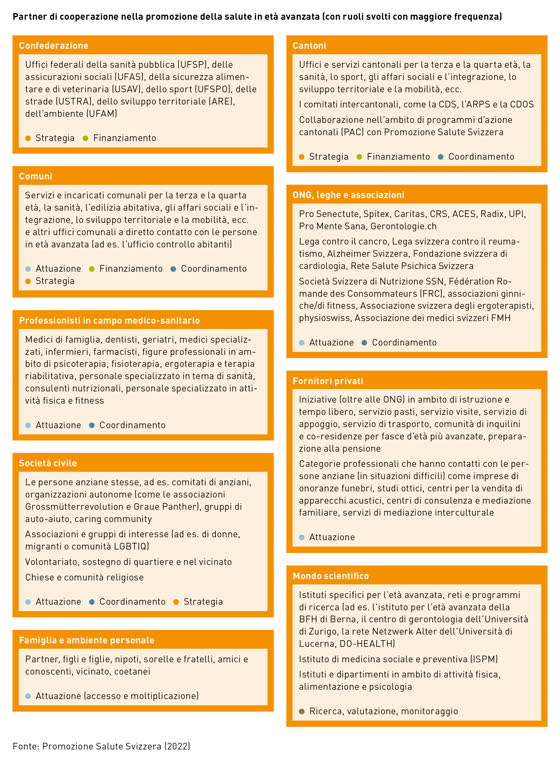 Partner di cooperazione nella promozione della salute in età avanzata (con ruoli svolti con maggiore frequenza)
Confederazione
Uffici federali della sanità pubblica (UFSP), delle
assicurazioni sociali (UFAS), della sicurezza alimen-
tare e di veterinaria (USAV), dello sport (UFSPO), delle
strade (USTRA), dello sviluppo territoriale (ARE),
dell'ambiente (UFAM)
Strategia Finanziamento
Comuni
Servizi e incaricati comunali per la terza e la quarta
età, la sanità, l'edilizia abitativa, gli affari sociali e l'in-
tegrazione, lo sviluppo territoriale e la mobilità, ecc.
e altri uffici comunali a diretto contatto con le persone
in età avanzata (ad es. l'ufficio controllo abitanti)
Attuazione Finanziamento Coordinamento
Strategia
Professionisti in campo medico-sanitario
Medici di famiglia, dentisti, geriatri, medici specializ-
zati, infermieri, farmacisti, figure professionali in am-
bito di psicoterapia, fisioterapia, ergoterapia e terapia
riabilitativa, personale specializzato in tema di sanità,
consulenti nutrizionali, personale specializzato in atti-
vità fisica e fitness
Attuazione Coordinamento
Società civile
Le persone anziane stesse, ad es. comitati di anziani,
organizzazioni autonome (come le associazioni
Grossmütterrevolution e Graue Panther), gruppi di
auto-aiuto, caring community
Associazioni e gruppi di interesse (ad es. di donne,
migranti o comunità LGBTIQ)
Volontariato, sostegno di quartiere e nel vicinato
Chiese e comunità religiose
Attuazione Coordinamento Strategia
Famiglia e ambiente personale
Partner, figli e figlie, nipoti, sorelle e fratelli, amici e
conoscenti, vicinato, coetanei
Attuazione (accesso e moltiplicazione)
Cantoni
Uffici e servizi cantonali per la terza e la quarta età, la
sanità, lo sport, gli affari sociali e l'integrazione, lo
sviluppo territoriale e la mobilità, ecc.
I comitati intercantonali, come la CDS, l'ARPS e la CDOS
Collaborazione nell'ambito di programmi d'azione
cantonali (PAC) con Promozione Salute Svizzera
Strategia Finanziamento Coordinamento
ONG, leghe e associazioni
Pro Senectute, Spitex, Caritas, CRS, ACES, Radix, UPI,
Pro Mente Sana, Gerontologie.ch
Lega contro il cancro, Lega svizzera contro il reuma-
tismo, Alzheimer Svizzera, Fondazione svizzera di
cardiologia, Rete Salute Psichica Svizzera
Società Svizzera di Nutrizione SSN, Fédération Ro-
mande des Consommateurs (FRC), associazioni ginni-
che/di fitness, Associazione svizzera degli ergoterapisti,
physioswiss, Associazione dei medici svizzeri FMH
Attuazione Coordinamento
Fornitori privati
Iniziative (oltre alle ONG) in ambito di istruzione e
tempo libero, servizio pasti, servizio visite, servizio di
appoggio, servizio di trasporto, comunità di inquilini
e co-residenze per fasce d'età più avanzate, prepara-
zione alla pensione
Categorie professionali che hanno contatti con le per-
sone anziane (in situazioni difficili) come imprese di
onoranze funebri, studi ottici, centri per la vendita di
apparecchi acustici, centri di consulenza e mediazione
familiare, servizi di mediazione interculturale
Attuazione
Mondo scientifico
Istituti specifici per l'età avanzata, reti e programmi
di ricerca (ad es. l'istituto per l'età avanzata della
BFH di Berna, il centro di gerontologia dell'Università
di Zurigo, la rete Netzwerk Alter dell'Università di
Lucerna, DO-HEALTH)
Istituto di medicina sociale e preventiva (ISPM)
Istituti e dipartimenti in ambito di attività fisica,
alimentazione e psicologia
Ricerca, valutazione, monitoraggio
Fonte: Promozione Salute Svizzera (2022)